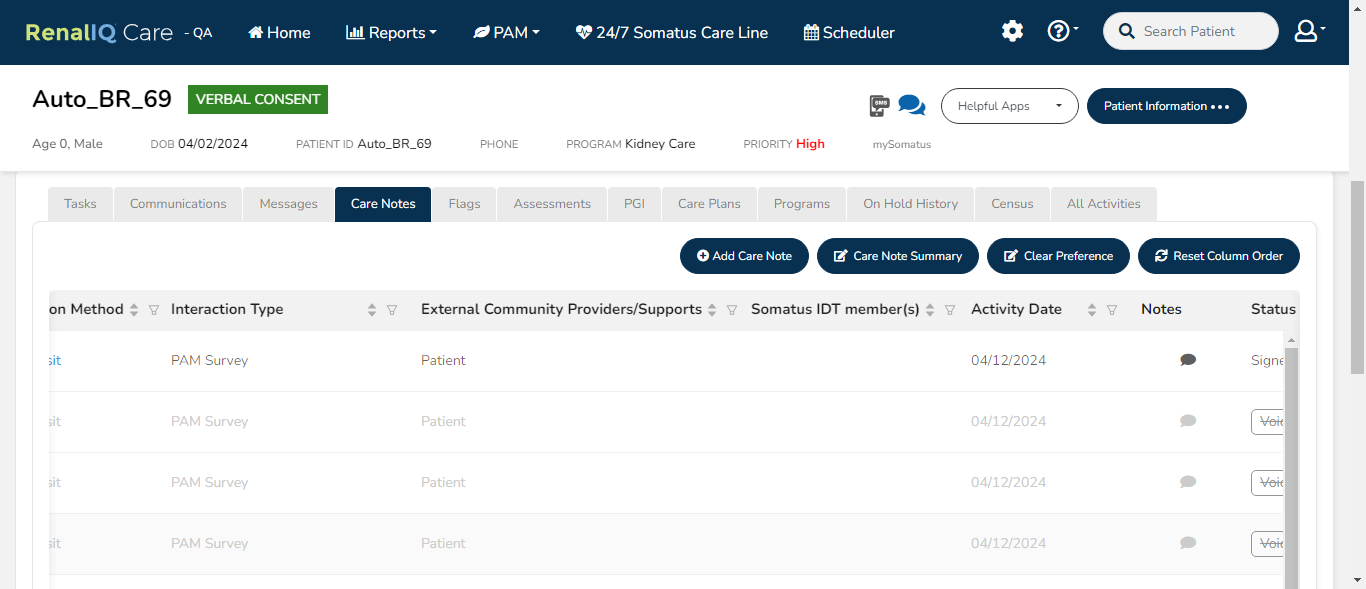 RenalIQ Care - QA Home Reports PAM 24/7 Somatus Care Line Scheduler Search Patient
Auto_BR_69 VERBAL CONSENT
SMS Helpful Apps Patient Information
Age 0, Male DOB 04/02/2024 PATIENT ID Auto_BR_69 PHONE PROGRAM Kidney Care PRIORITY High mySomatus
Tasks Communications Messages Care Notes Flags Assessments PGI Care Plans Programs On Hold History Census All Activities
Add Care Note Care Note Summary Clear Preference Reset Column Order
on Method Interaction Type External Community Providers/Supports Somatus IDT member(s) Activity Date Notes Status
sit PAM Survey Patient 04/12/2024 Signe
sit PAM Survey Patient 04/12/2024 Voi
sit PAM Survey Patient 04/12/2024 Voi
sit PAM Survey Patient 04/12/2024 Voi